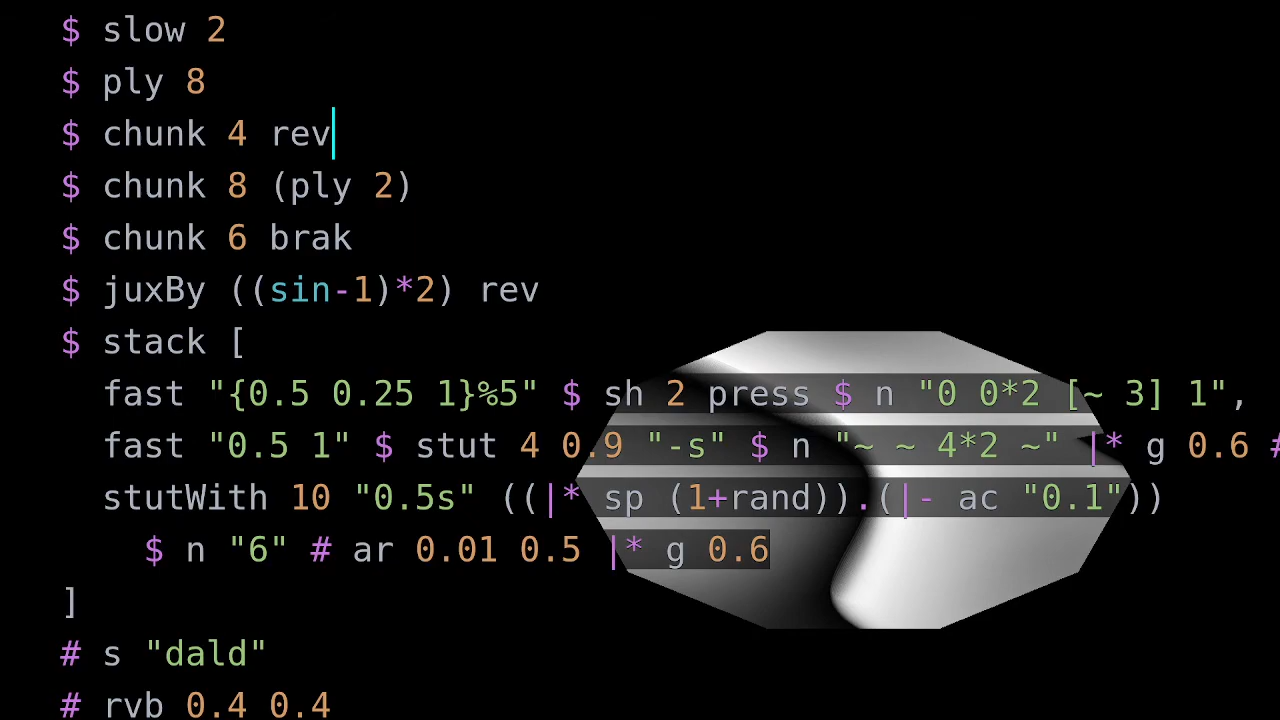 $ slow 2
$ ply 8
$ chunk 4 rev
$ chunk 8 (ply 2)
$ chunk 6 brak
$ juxBy ((sin-1)*2) rev
$ stack [
fast "{0.5 0.25 1}%5" $ sh 2 press $ n "0 0*2 [~ 3] 1",
fast "0.5 1" $ stut 4 0.9 "-s" $ n "~ ~ 4*2 ~" |* g 0.6 #
stutWith 10 "0.5s" ((|* sp (1+rand)).(|- ac "0.1"))
$ n "6" # ar 0.01 0.5 |* g 0.6
]
# s "dald"
# rvb 0.4 0.4